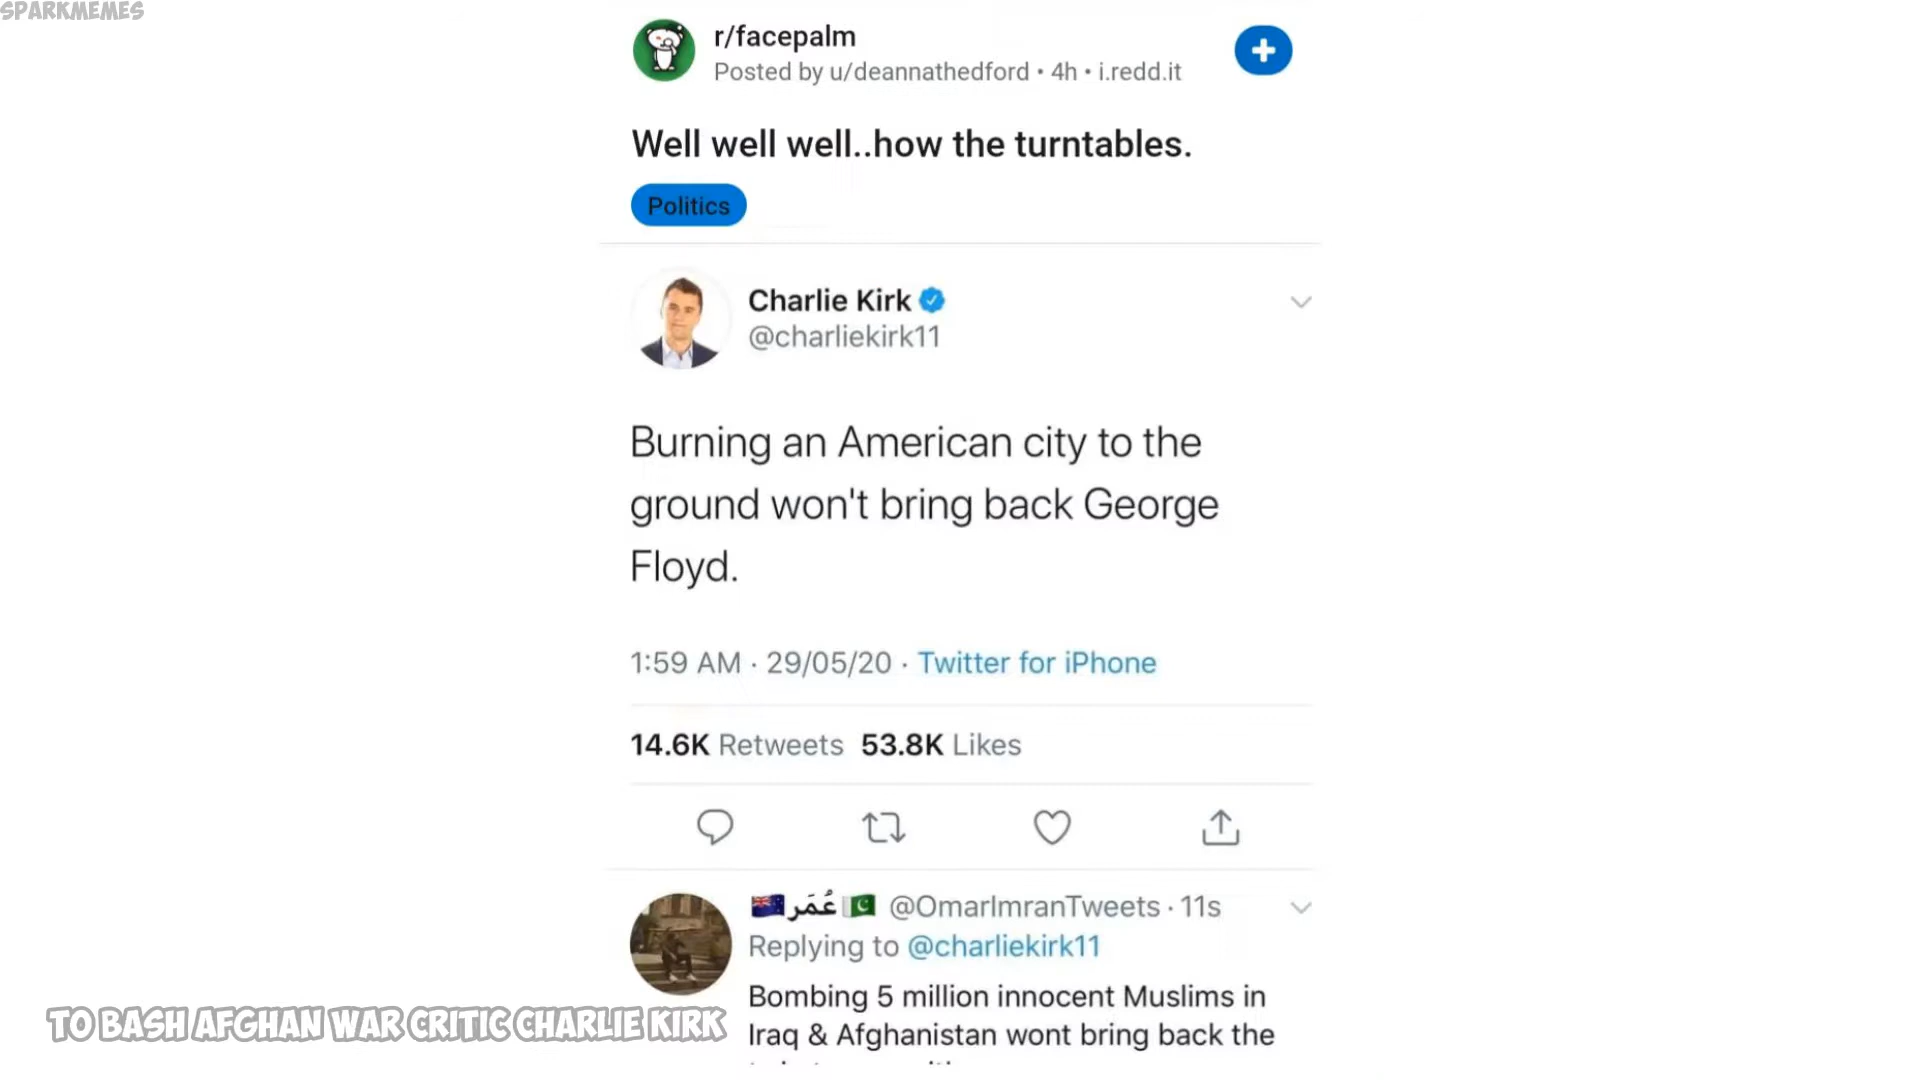 SPARKMEMES
r/facepalm
Posted by u/deannathedford • 4h • i.redd.it
Well well well..how the turntables.
Politics
Charlie Kirk
@charliekirk11
Burning an American city to the
ground won't bring back George
Floyd.
1:59 AM · 29/05/20 · Twitter for iPhone
14.6K Retweets 53.8K Likes
عُمَر @OmarImranTweets · 11s
Replying to @charliekirk11
Bombing 5 million innocent Muslims in
Iraq & Afghanistan wont bring back the
TO BASH AFGHAN WAR CRITIC CHARLIE KIRK